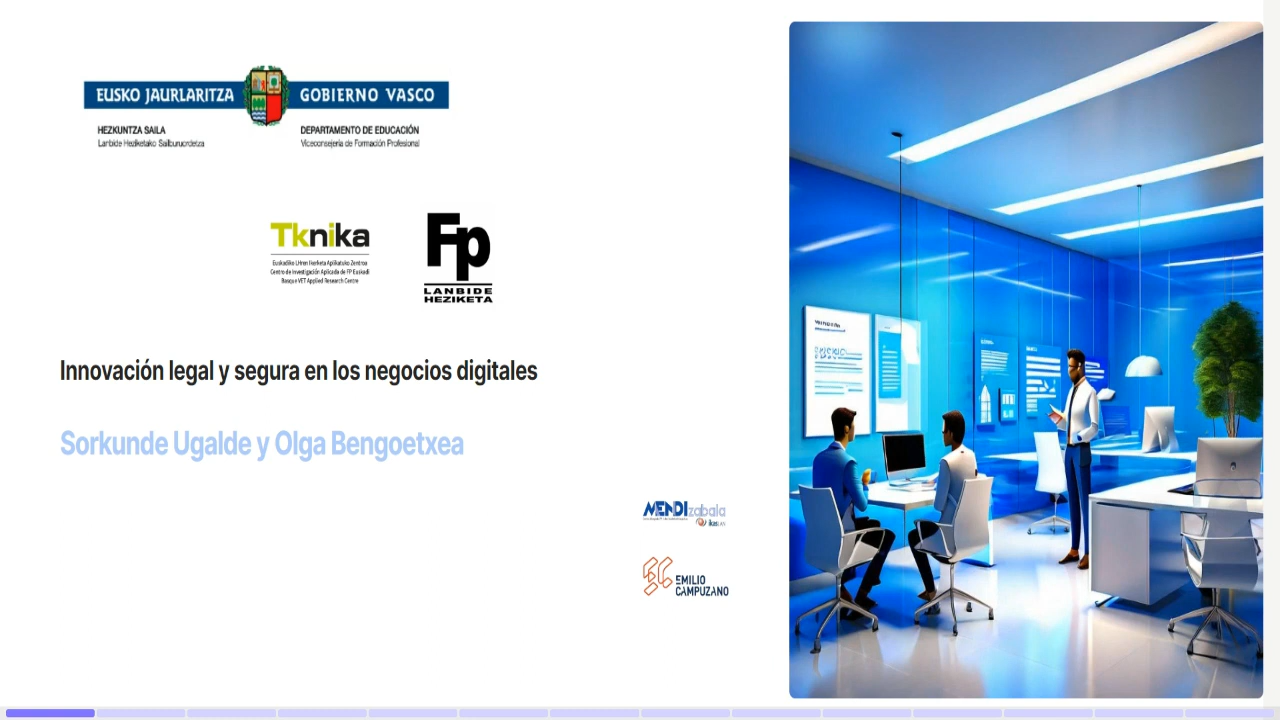 EUSKO JAURLARITZA
GOBIERNO VASCO
HEZKUNTZA SAILA
Lanbide Heziketako Sailburuordetza
DEPARTAMENTO DE EDUCACIÓN
Viceconsejería de Formación Profesional
Tknika
Euskadiko LHren Ikerketa Aplikatuko Zentroa
Centro de Investigación Aplicada de FP Euskadi
Basque VET Applied Research Centre
Fp
LANBIDE
HEZIKETA
Innovación legal y segura en los negocios digitales
Sorkunde Ugalde y Olga Bengoetxea
MENDIzabala
EMILIO
CAMPUZANO